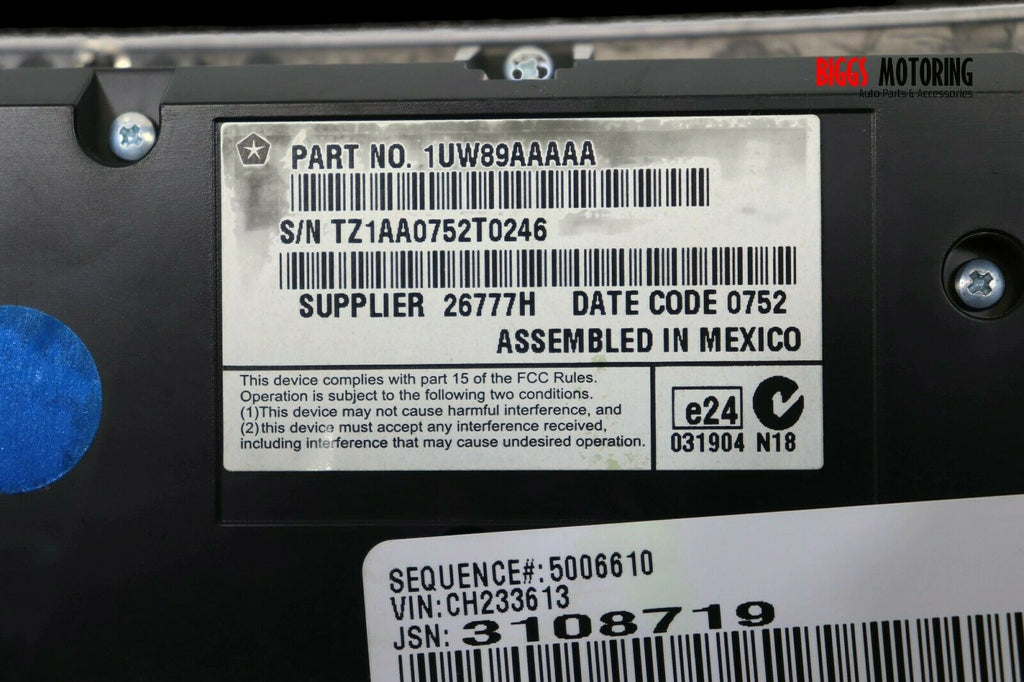 BIGGS MOTORING
Auto Parts & Accessories
PART NO. 1UW89AAAAA
S/N TZ1AA0752T0246
SUPPLIER 26777H DATE CODE 0752
ASSEMBLED IN MEXICO
This device complies with part 15 of the FCC Rules.
Operation is subject to the following two conditions.
(1)This device may not cause harmful interference, and
(2)this device must accept any interference received,
including interference that may cause undesired operation.
e24
031904 N18
SEQUENCE#:5006610
VIN:CH233613
JSN: 3108719